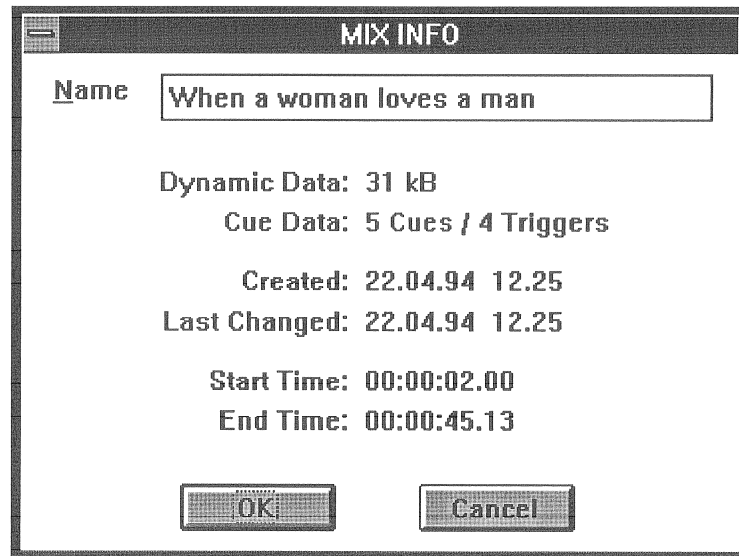 MIX INFO
Name When a woman loves a man
Dynamic Data: 31 kB
Cue Data: 5 Cues / 4 Triggers
Created: 22.04.94 12.25
Last Changed: 22.04.94 12.25
Start Time: 00:00:02.00
End Time: 00:00:45.13
OK Cancel